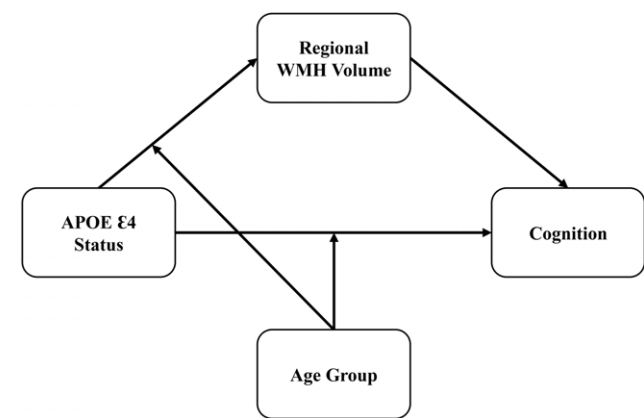 Regional
WMH Volume
APOE Ɛ4
Status
Cognition
Age Group